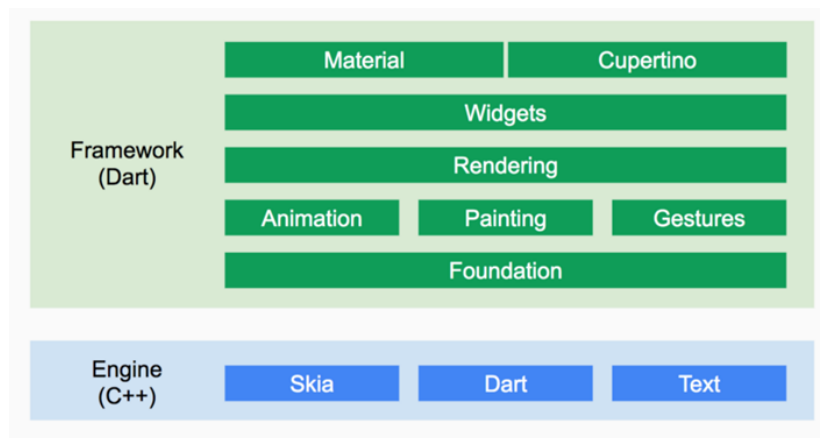 Material
Cupertino
Widgets
Framework
(Dart)
Rendering
Animation
Painting
Gestures
Foundation
Engine
(C++)
Skia
Dart
Text